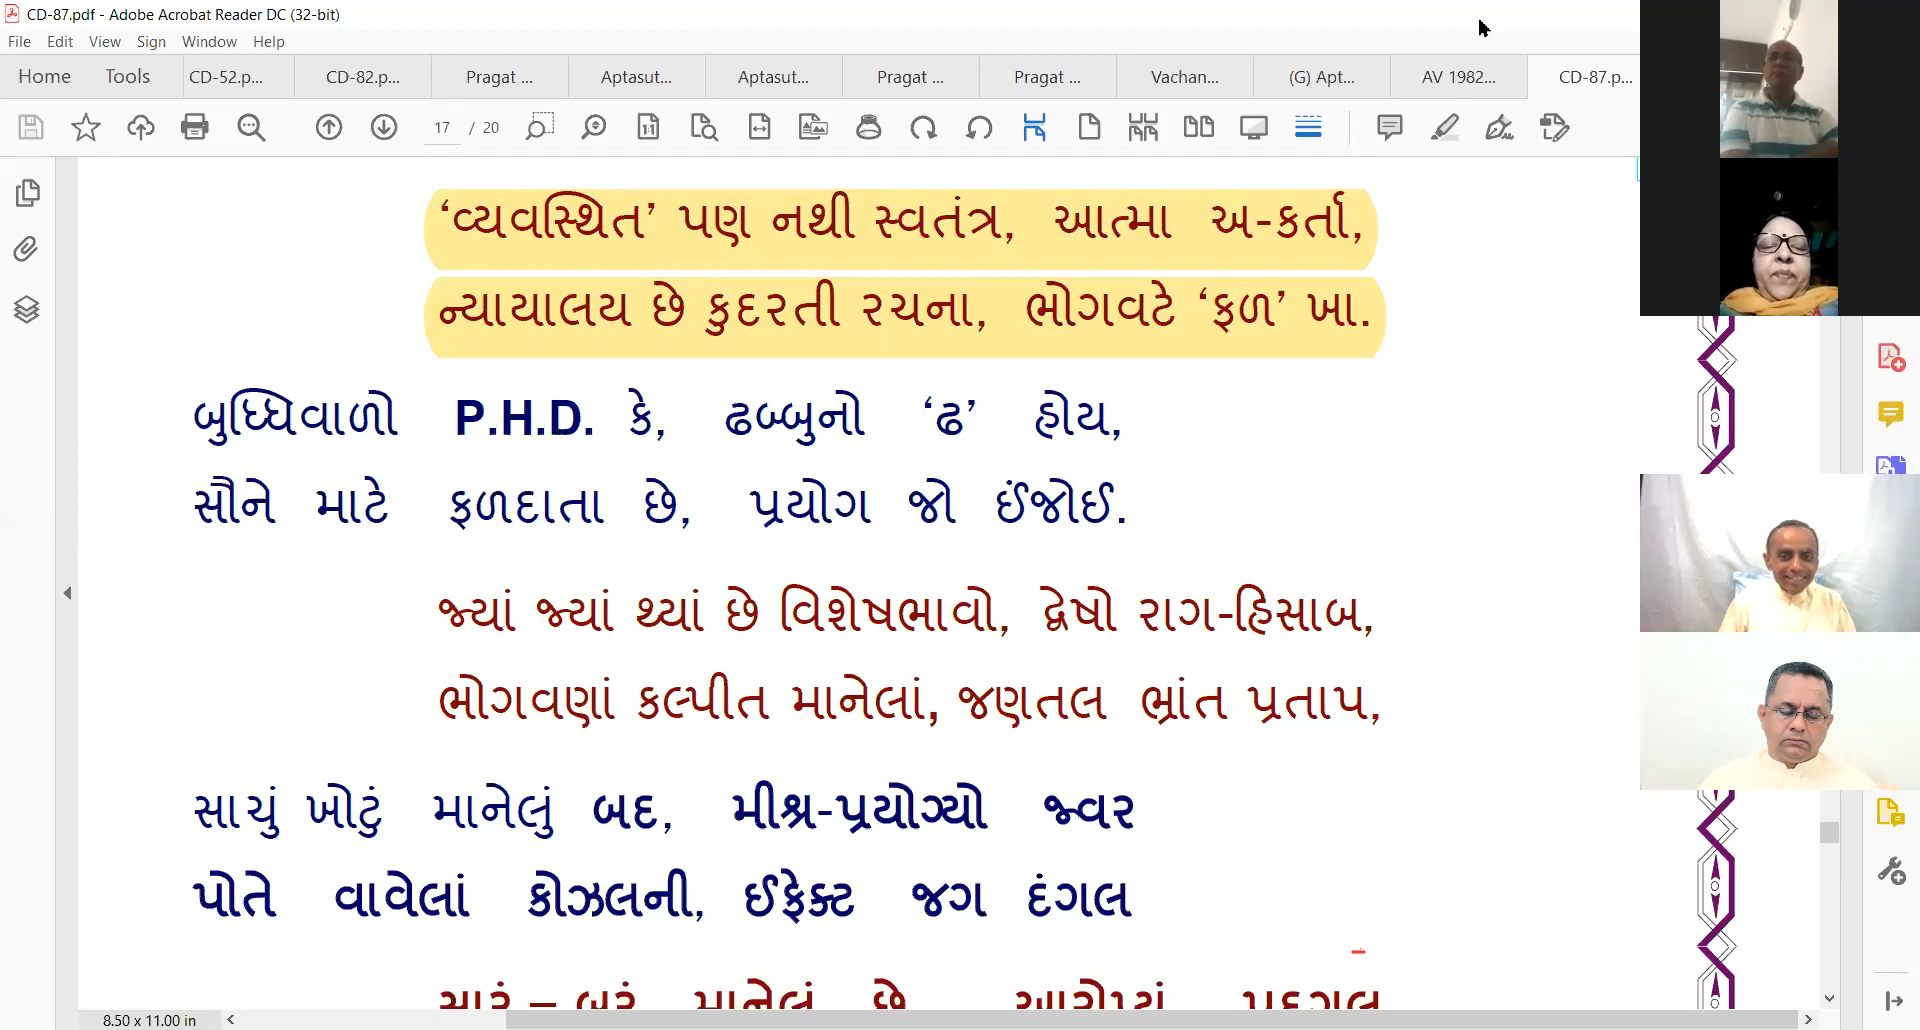 CD-87.pdf - Adobe Acrobat Reader DC (32-bit)
File Edit View Sign Window Help
Home Tools CD-52.p... CD-82.p... Pragat ... Aptasut... Aptasut... Pragat ... Pragat ... Vachan... (G) Apt... AV 1982... CD-87.p...
17 / 20
‘વ્યવસ્થિત’ પણ નથી સ્વતંત્ર, આત્મા અ-કર્તા,
ન્યાયાલય છે કુદરતી રચના, ભોગવટે ‘ફળ’ ખા.
બુધ્ધિવાળો P.H.D. કે, ઢબ્બુનો ‘ઢ’ હોય,
સૌને માટે ફળદાતા છે, પ્રયોગ જો ઈંજોઈ.
જ્યાં જ્યાં થ્યાં છે વિશેષભાવો, દ્વેષો રાગ-હિસાબ,
ભોગવણાં કલ્પીત માનેલાં, જણતલ ભ્રાંત પ્રતાપ,
સાચું ખોટું માનેલું બદ, મીશ્ર-પ્રયોગ્યો જ્વર
પોતે વાવેલાં કોઝલની, ઈફેક્ટ જગ દંગલ
8.50 x 11.00 in